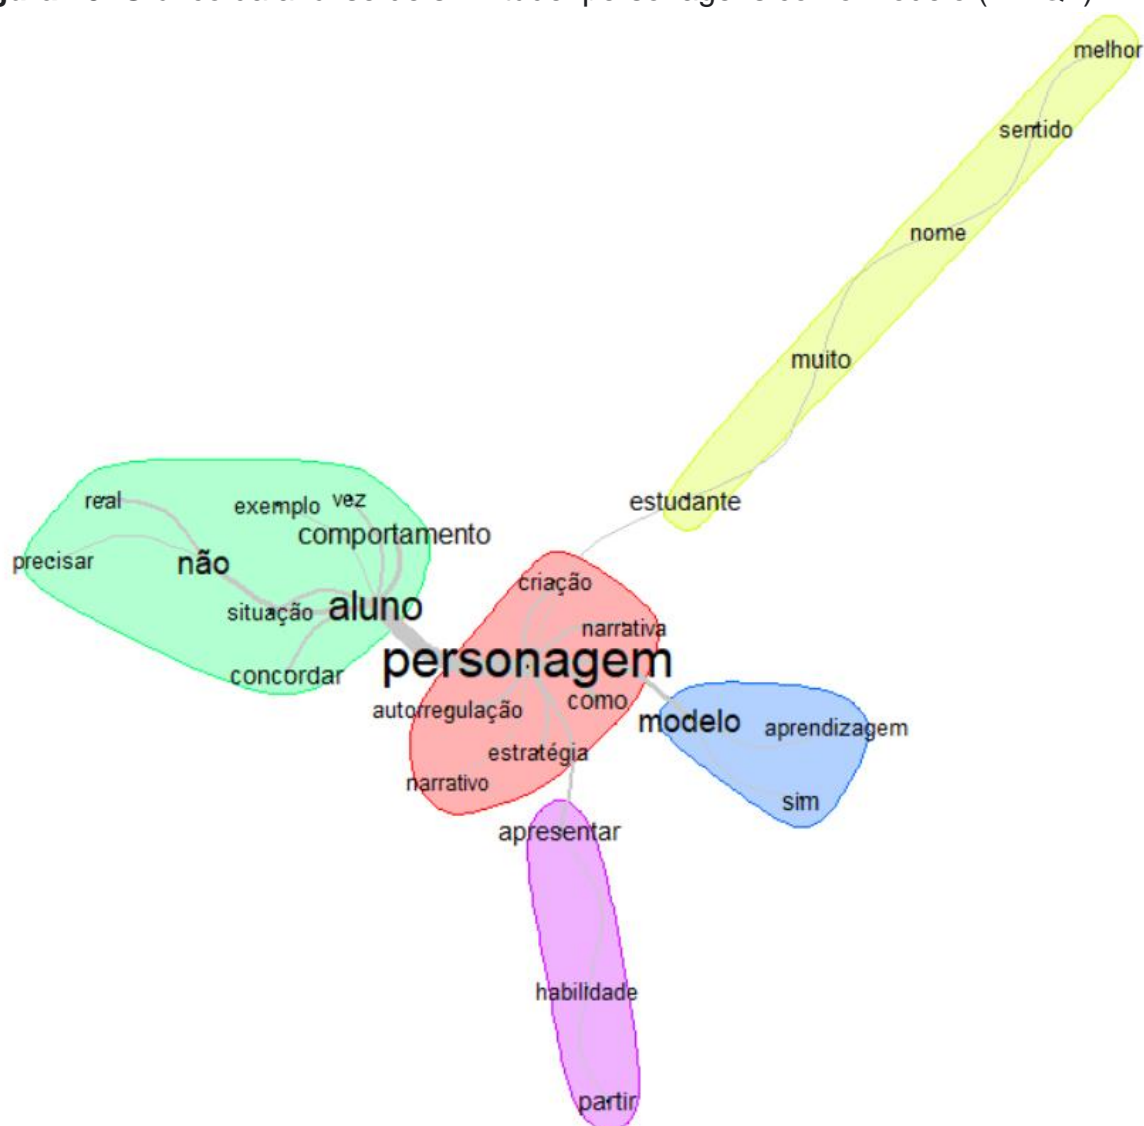 melhor
sentido
nome
muito
estudante
real
exemplo
vez
comportamento
precisar
não
situação
aluno
concordar
criação
narrativa
personagem
como
autorregulação
estratégia
narrativo
modelo
aprendizagem
sim
apresentar
habilidade
partir